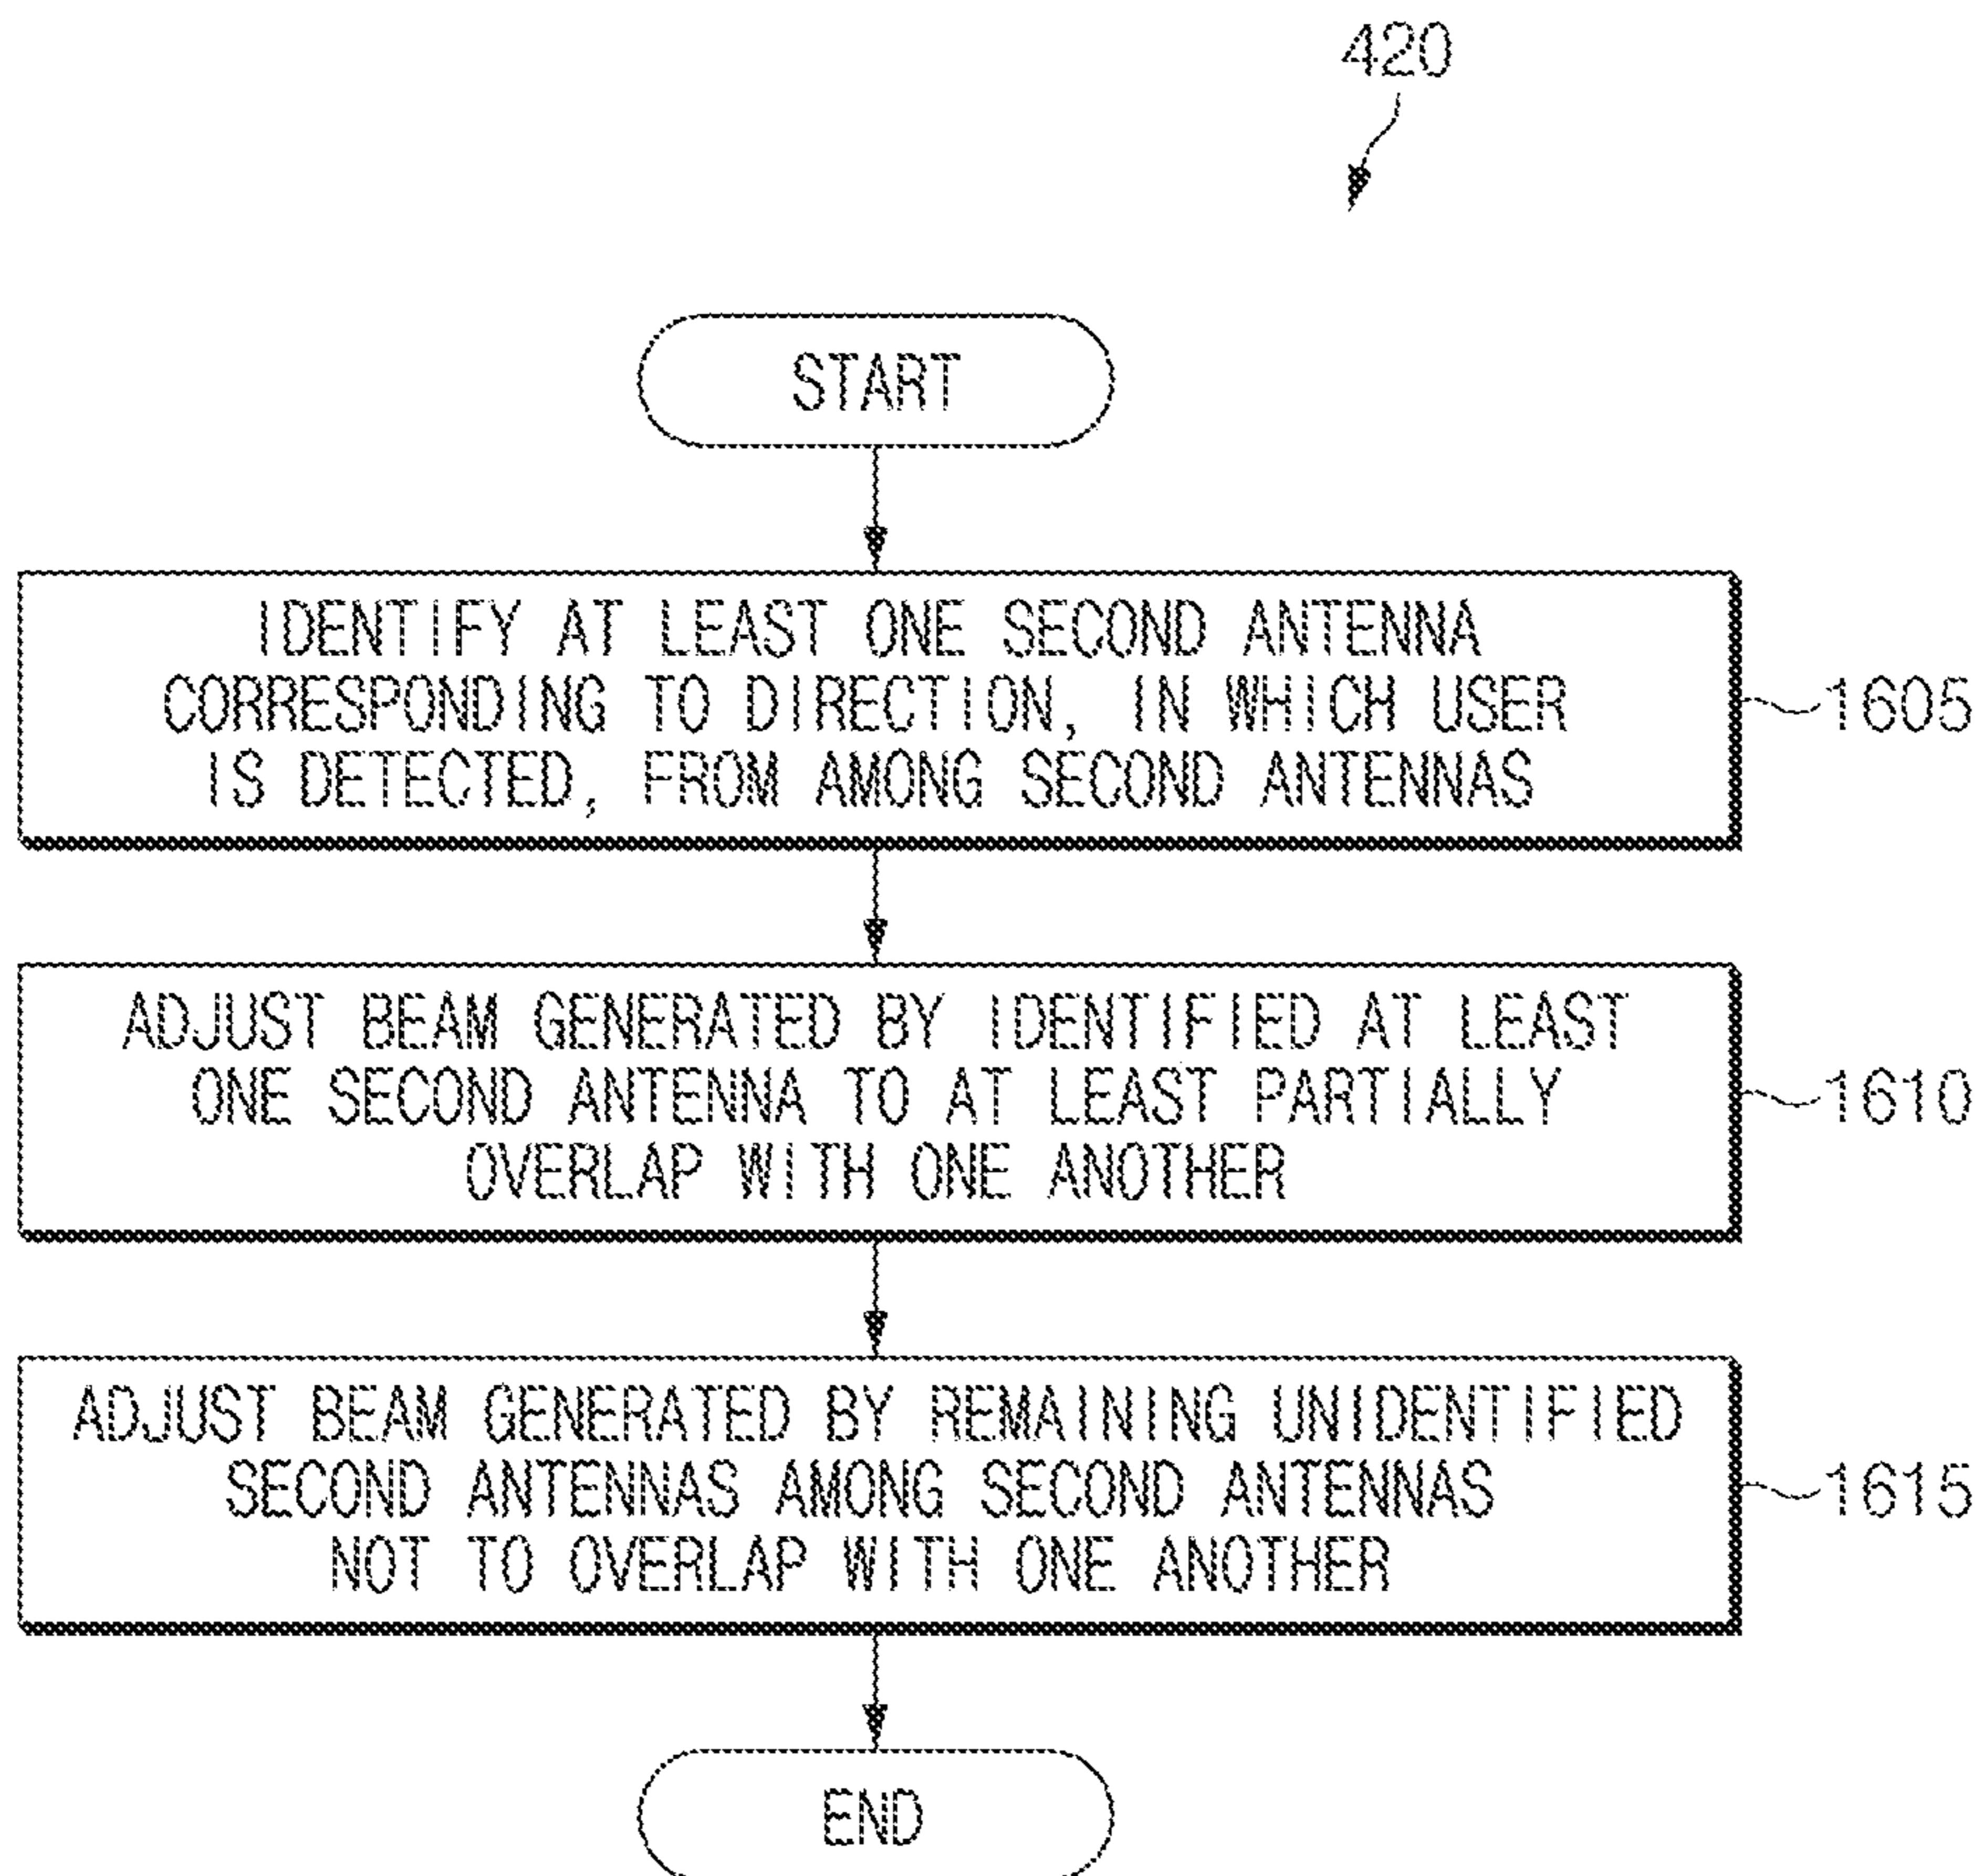 420
START
IDENTIFY AT LEAST ONE SECOND ANTENNA
CORRESPONDING TO DIRECTION, IN WHICH USER
IS DETECTED, FROM AMONG SECOND ANTENNAS
1605
ADJUST BEAM GENERATED BY IDENTIFIED AT LEAST
ONE SECOND ANTENNA TO AT LEAST PARTIALLY
OVERLAP WITH ONE ANOTHER
1610
ADJUST BEAM GENERATED BY REMAINING UNIDENTIFIED
SECOND ANTENNAS AMONG SECOND ANTENNAS
NOT TO OVERLAP WITH ONE ANOTHER
1615
END